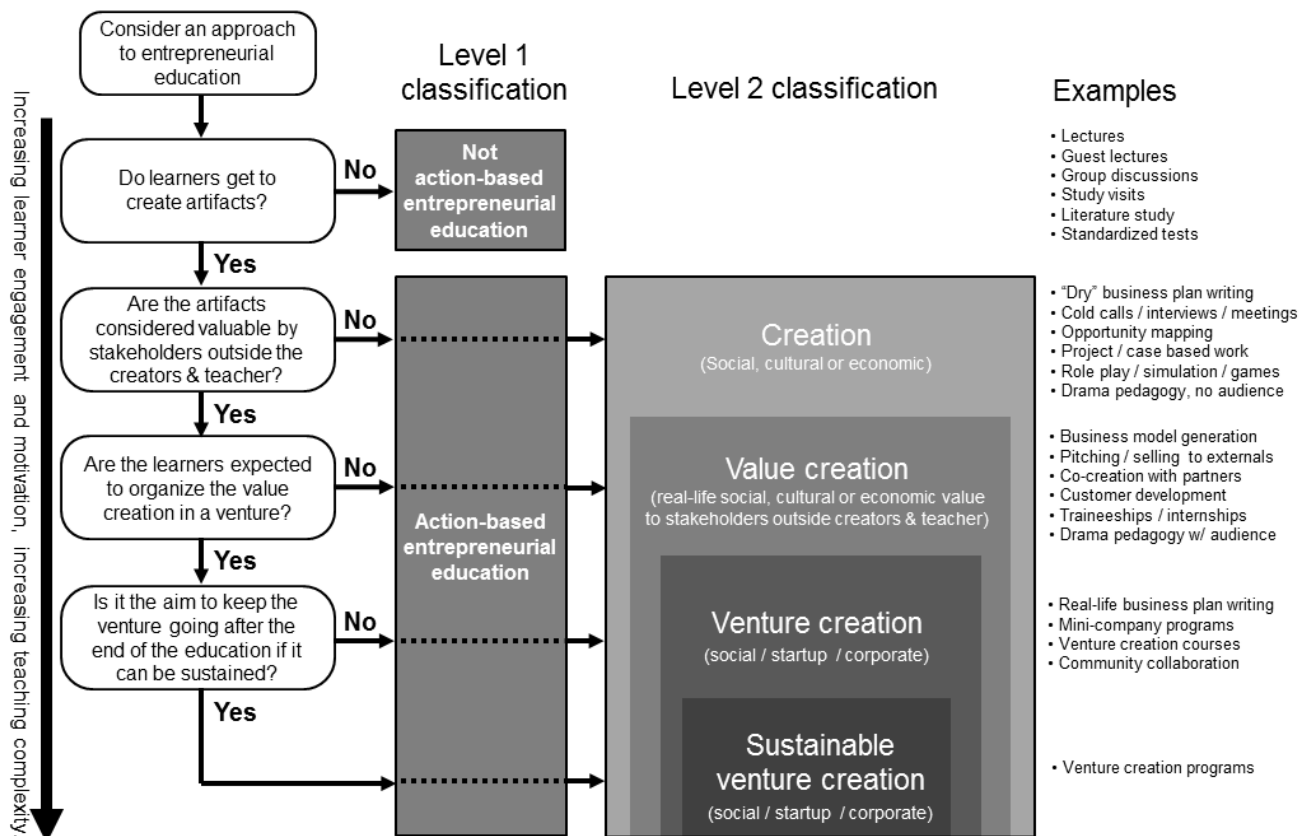 Consider an approach
to entrepreneurial
education
Level 1
classification
Level 2 classification
Examples
Increasing learner engagement and motivation, increasing teaching complexity.
Do learners get to
create artifacts?
No
Not
action-based
entrepreneurial
education
• Lectures
• Guest lectures
• Group discussions
• Study visits
• Literature study
• Standardized tests
Yes
Are the artifacts
considered valuable by
stakeholders outside the
creators & teacher?
No
Creation
(Social, cultural or economic)
• “Dry” business plan writing
• Cold calls / interviews / meetings
• Opportunity mapping
• Project / case based work
• Role play / simulation / games
• Drama pedagogy, no audience
Yes
Are the learners expected
to organize the value
creation in a venture?
No
Action-based
entrepreneurial
education
Value creation
(real-life social, cultural or economic value
to stakeholders outside creators & teacher)
• Business model generation
• Pitching / selling to externals
• Co-creation with partners
• Customer development
• Traineeships / internships
• Drama pedagogy w/ audience
Yes
Is it the aim to keep the
venture going after the
end of the education if it
can be sustained?
No
Venture creation
(social / startup / corporate)
• Real-life business plan writing
• Mini-company programs
• Venture creation courses
• Community collaboration
Yes
Sustainable
venture creation
(social / startup / corporate)
• Venture creation programs